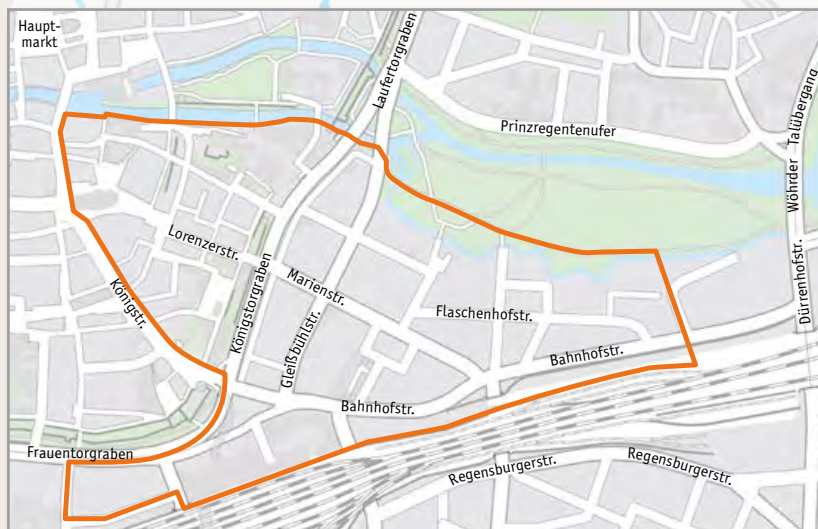 Haupt-
markt
Laufertorgraben
Prinzregentenufer
Wöhrder Talübergang
Lorenzerstr.
Königstorgraben
Marienstr.
Königstr.
Gleißbühlstr.
Flaschenhofstr.
Dürrenhofstr.
Bahnhofstr.
Bahnhofstr.
Frauentorgraben
Regensburgerstr.
Regensburgerstr.